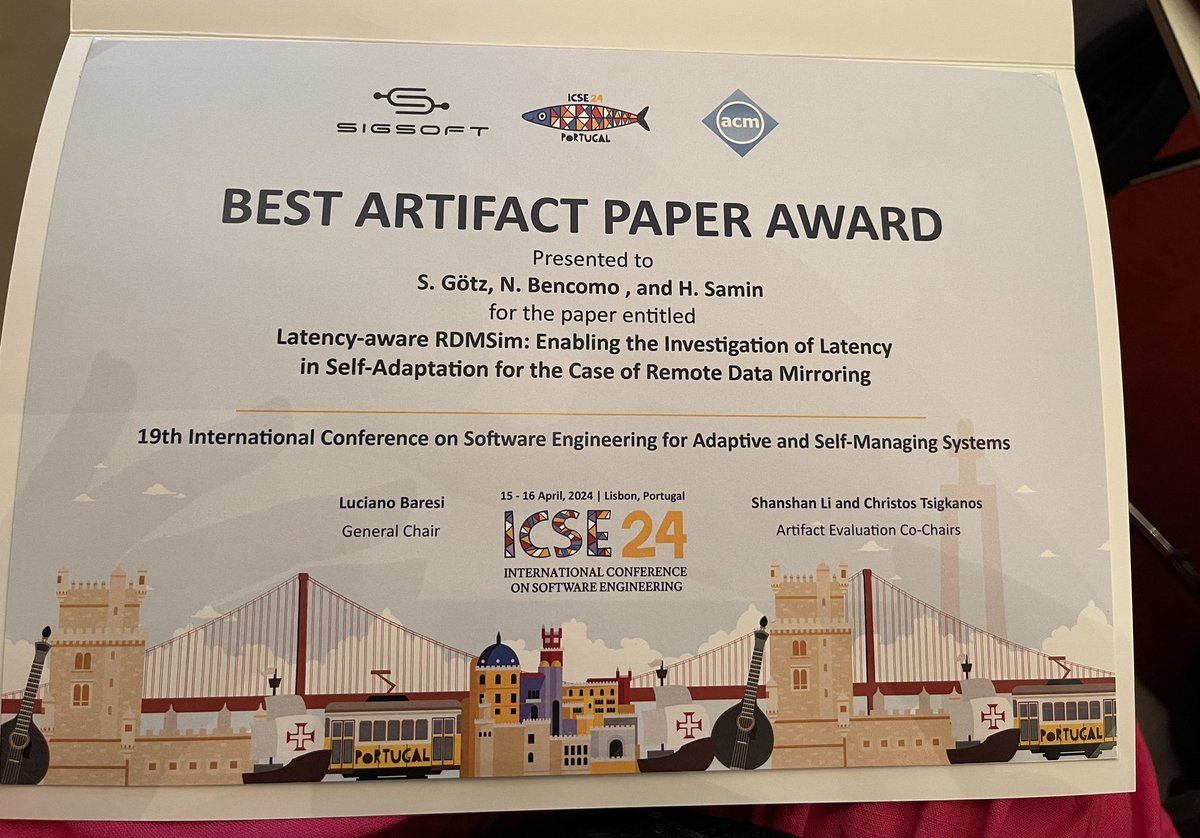 SIGSOFT
ICSE 24
PORTUGAL
acm
BEST ARTIFACT PAPER AWARD
Presented to
S. Götz, N. Bencomo , and H. Samin
for the paper entitled
Latency-aware RDMSim: Enabling the Investigation of Latency
in Self-Adaptation for the Case of Remote Data Mirroring
19th International Conference on Software Engineering for Adaptive and Self-Managing Systems
Luciano Baresi
General Chair
15 - 16 April, 2024 | Lisbon, Portugal
ICSE 24
INTERNATIONAL CONFERENCE
ON SOFTWARE ENGINEERING
Shanshan Li and Christos Tsigkanos
Artifact Evaluation Co-Chairs
PORTUGAL
PORTUGAL